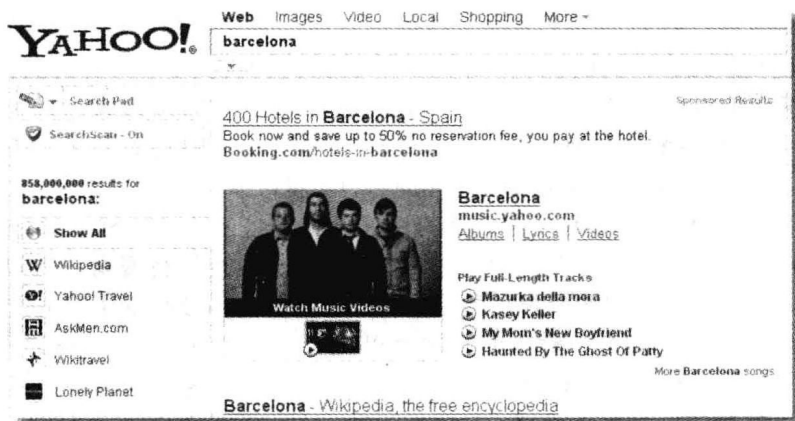 Web Images Video Local Shopping More
YAHOO!®
barcelona
Search Pad
SearchScan - On
858,000,000 results for
barcelona:
Show All
W Wikipedia
Y! Yahoo! Travel
AskMen.com
Wikitravel
Lonely Planet
Sponsored Results
400 Hotels in Barcelona - Spain
Book now and save up to 50% no reservation fee, you pay at the hotel.
Booking.com/hotels-in-barcelona
Watch Music Videos
Barcelona
music.yahoo.com
Albums | Lyrics | Videos
Play Full-Length Tracks
Mazurka della mora
Kasey Keller
My Mom's New Boyfriend
Haunted By The Ghost Of Patty
More Barcelona songs
Barcelona - Wikipedia, the free encyclopedia